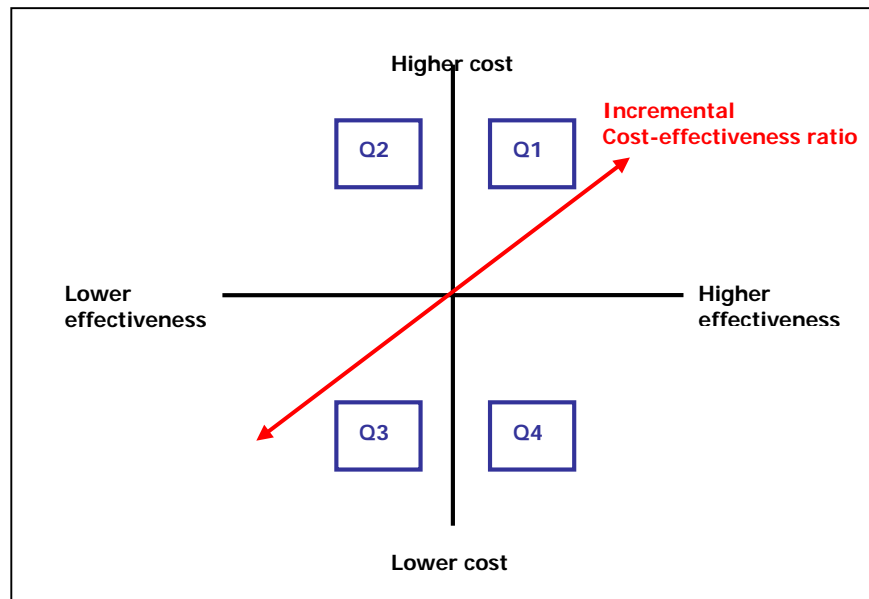 Higher cost
Incremental
Cost-effectiveness ratio
Q2
Q1
Lower
effectiveness
Higher
effectiveness
Q3
Q4
Lower cost